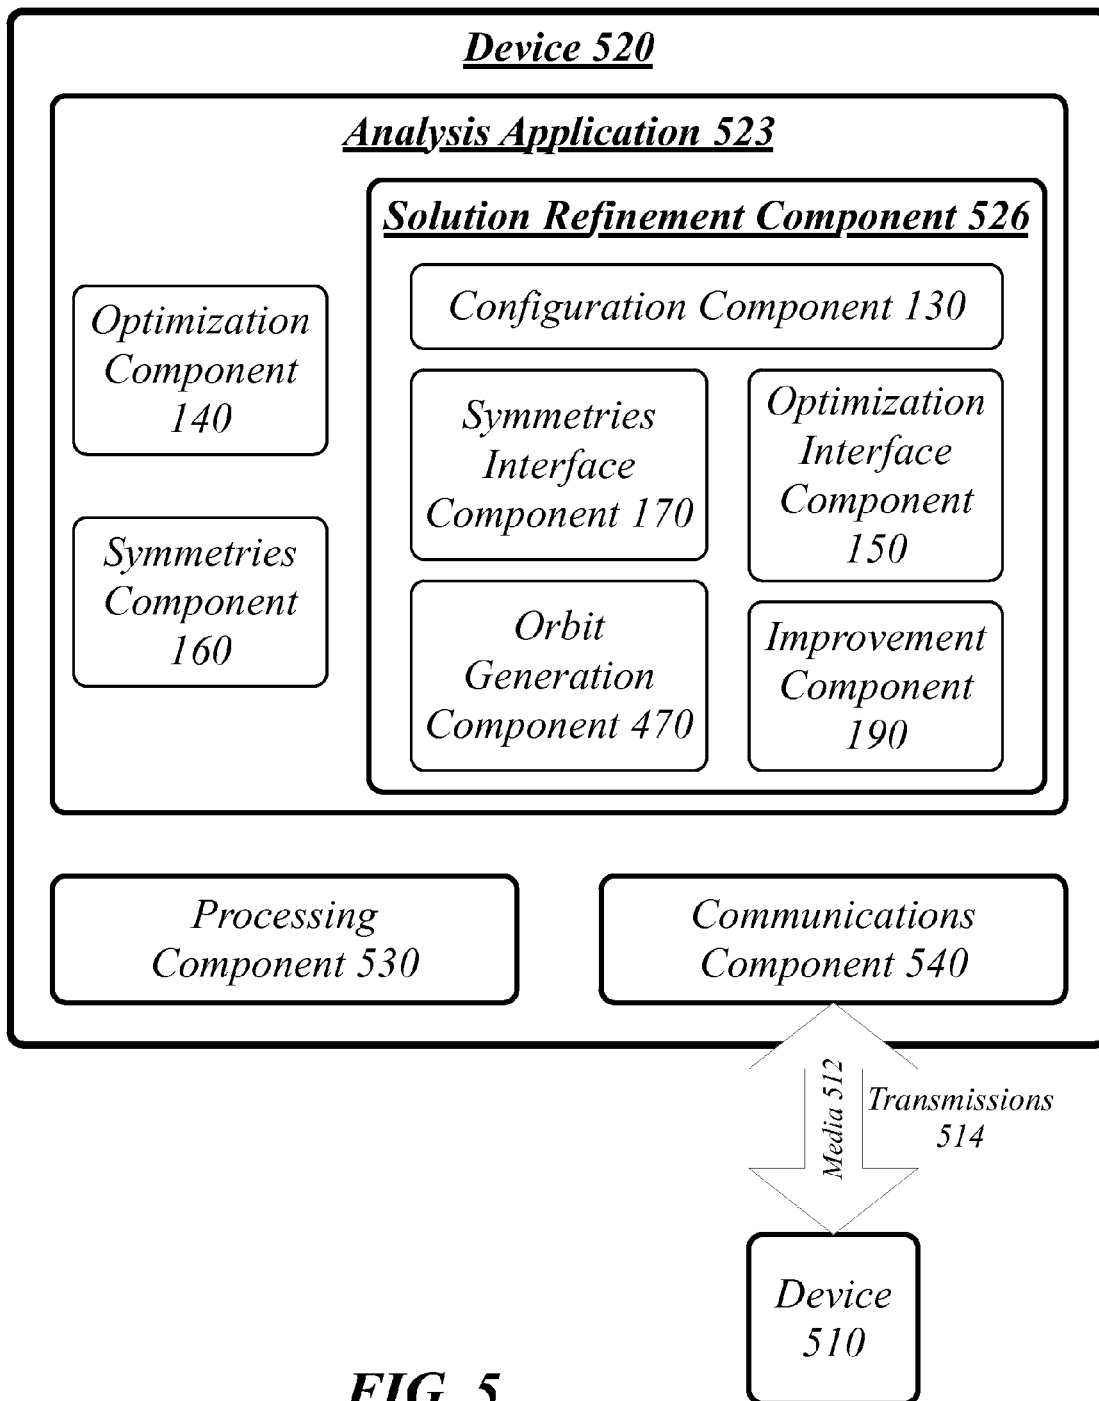 Device 520
Analysis Application 523
Solution Refinement Component 526
Configuration Component 130
Optimization
Component
140
Symmetries
Component
160
Symmetries
Interface
Component 170
Optimization
Interface
Component
150
Orbit
Generation
Component 470
Improvement
Component
190
Processing
Component 530
Communications
Component 540
Media 512
Transmissions
514
Device
510
FIG. 5